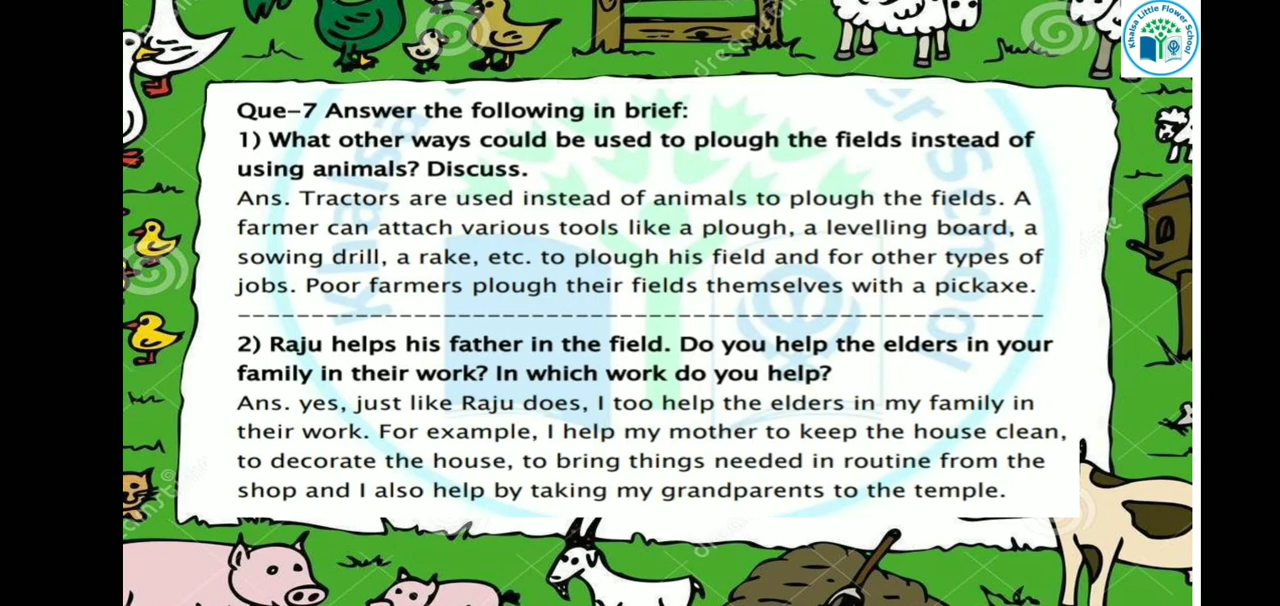 Khalsa Little Flower School
Que-7 Answer the following in brief:
1) What other ways could be used to plough the fields instead of
using animals? Discuss.
Ans. Tractors are used instead of animals to plough the fields. A
farmer can attach various tools like a plough, a levelling board, a
sowing drill, a rake, etc. to plough his field and for other types of
jobs. Poor farmers plough their fields themselves with a pickaxe.
2) Raju helps his father in the field. Do you help the elders in your
family in their work? In which work do you help?
Ans. yes, just like Raju does, I too help the elders in my family in
their work. For example, I help my mother to keep the house clean,
to decorate the house, to bring things needed in routine from the
shop and I also help by taking my grandparents to the temple.